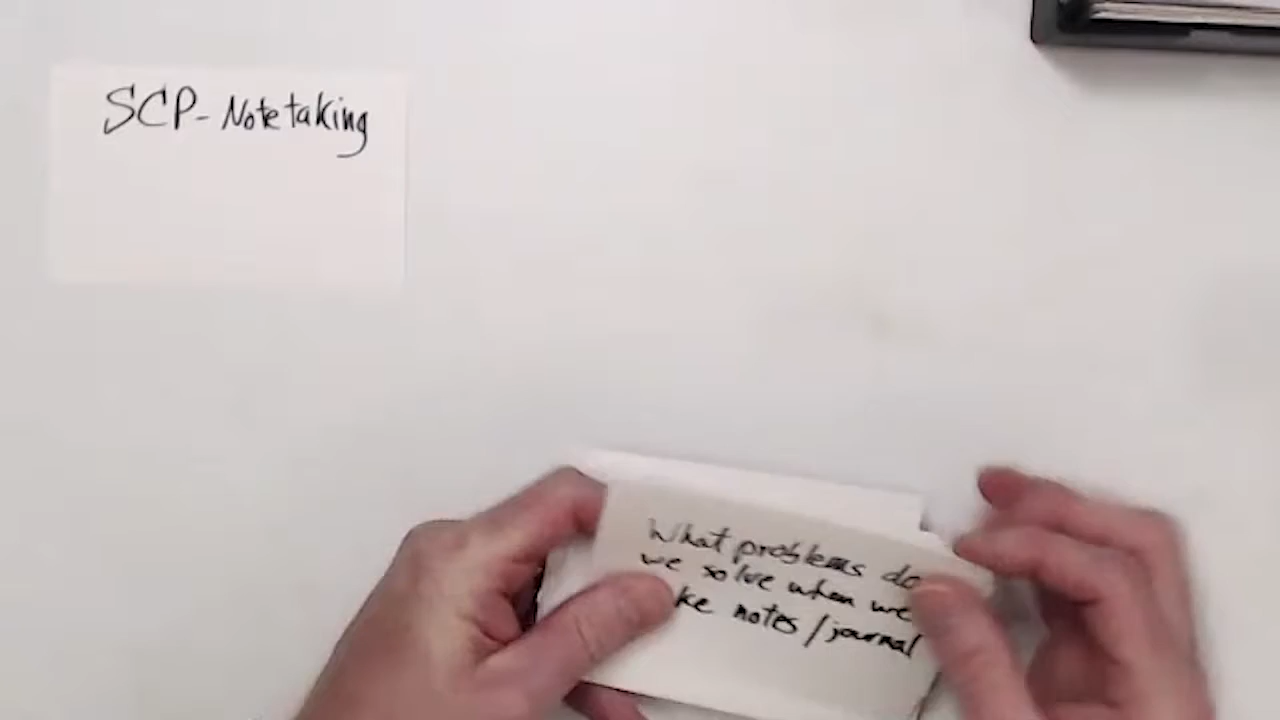 SCP- Notetaking
What problems do
we solve when we
ke notes/journal